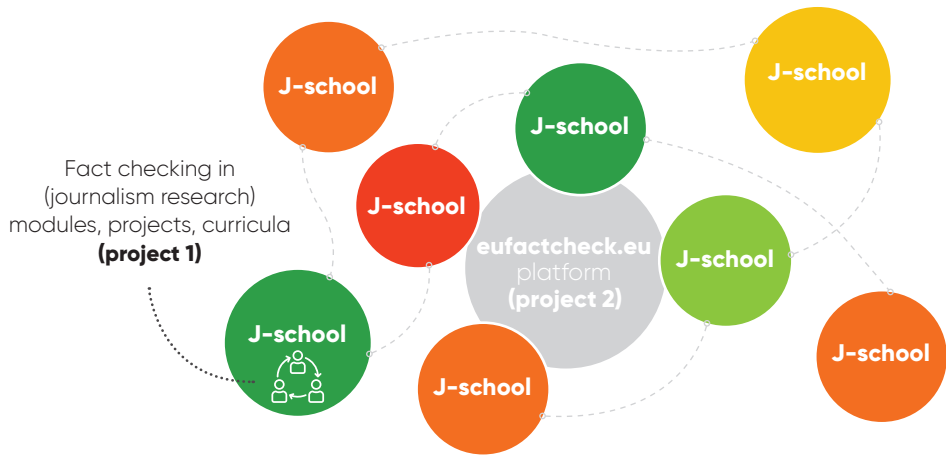 J-school
J-school
J-school
Fact checking in
(journalism research)
modules, projects, curricula
(project 1)
J-school
eufactcheck.eu
platform
(project 2)
J-school
J-school
J-school
J-school